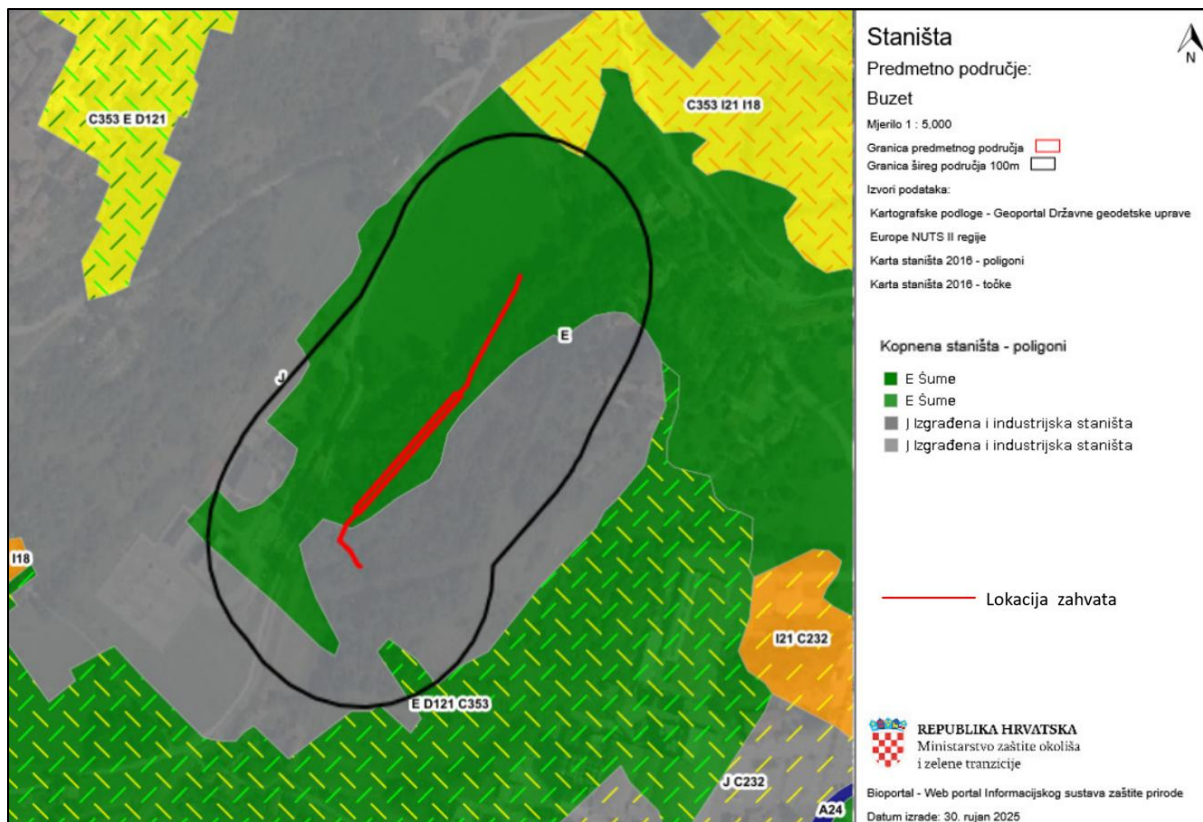 C353 E D121
C353 I21 I18
E
J
I18
I21 C232
E D121 C353
J C232
A24
Staništa
N
Predmetno područje:
Buzet
Mjerilo 1 : 5,000
Granica predmetnog područja
Granica šireg područja 100m
Izvori podataka:
Kartografske podloge - Geoportal Državne geodetske uprave
Europe NUTS II regije
Karta staništa 2016 - poligoni
Karta staništa 2016 - točke
Kopnena staništa - poligoni
E Šume
E Šume
J Izgrađena i industrijska staništa
J Izgrađena i industrijska staništa
Lokacija zahvata
REPUBLIKA HRVATSKA
Ministarstvo zaštite okoliša
i zelene tranzicije
Bioportal - Web portal Informacijskog sustava zaštite prirode
Datum izrade: 30. rujan 2025